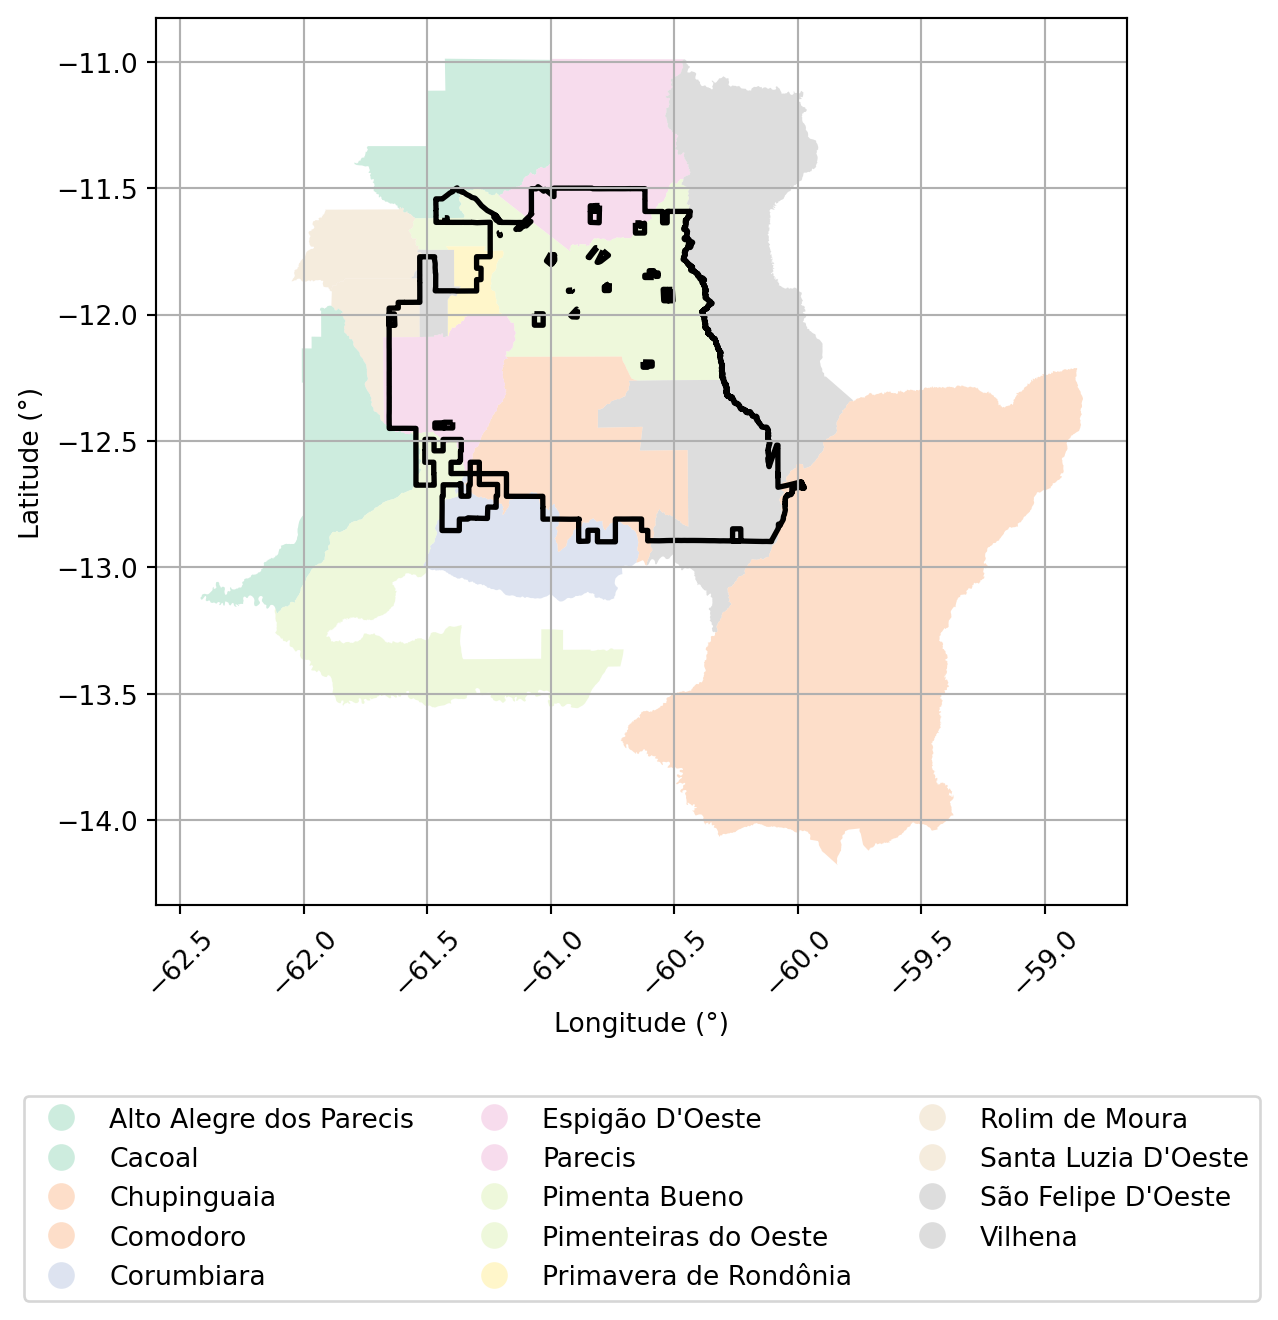 −11.0
−11.5
−12.0
−12.5
−13.0
−13.5
−14.0
Latitude (°)
−62.5
−62.0
−61.5
−61.0
−60.5
−60.0
−59.5
−59.0
Longitude (°)
Alto Alegre dos Parecis
Cacoal
Chupinguaia
Comodoro
Corumbiara
Espigão D'Oeste
Parecis
Pimenta Bueno
Pimenteiras do Oeste
Primavera de Rondônia
Rolim de Moura
Santa Luzia D'Oeste
São Felipe D'Oeste
Vilhena